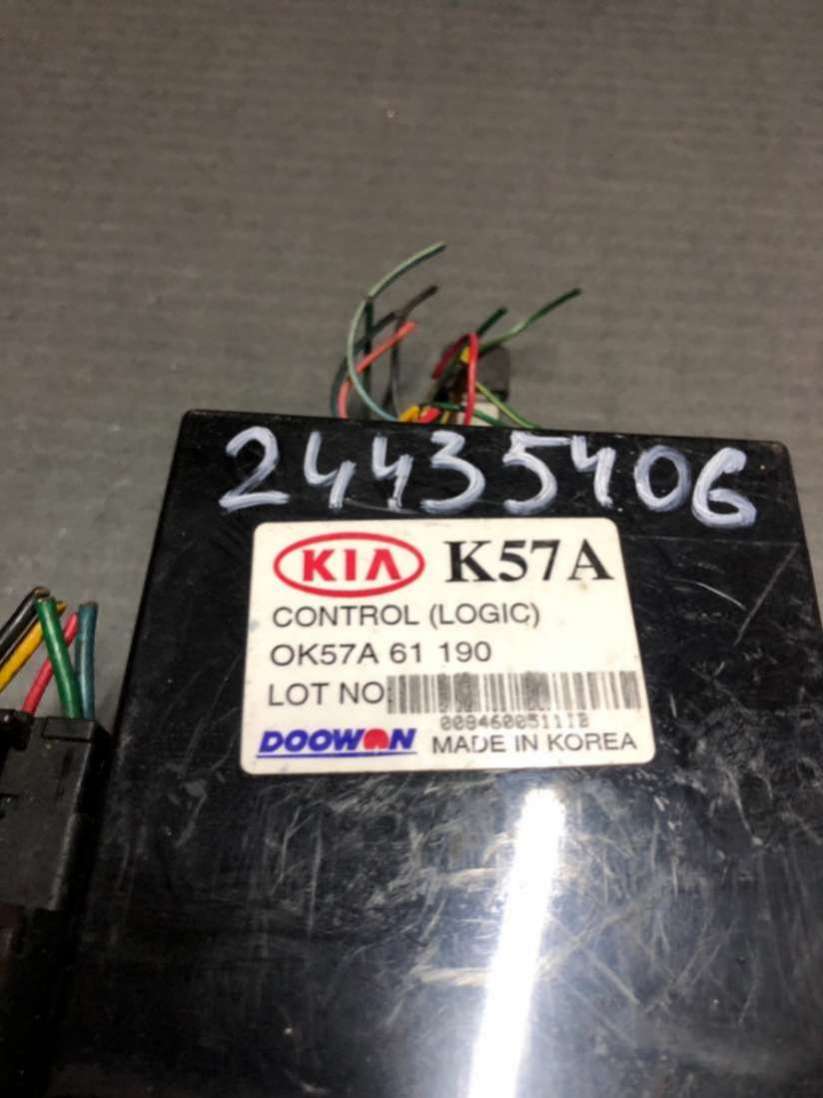 24435406
KIA K57A
CONTROL (LOGIC)
OK57A 61 190
LOT NO
DOOWON MADE IN KOREA